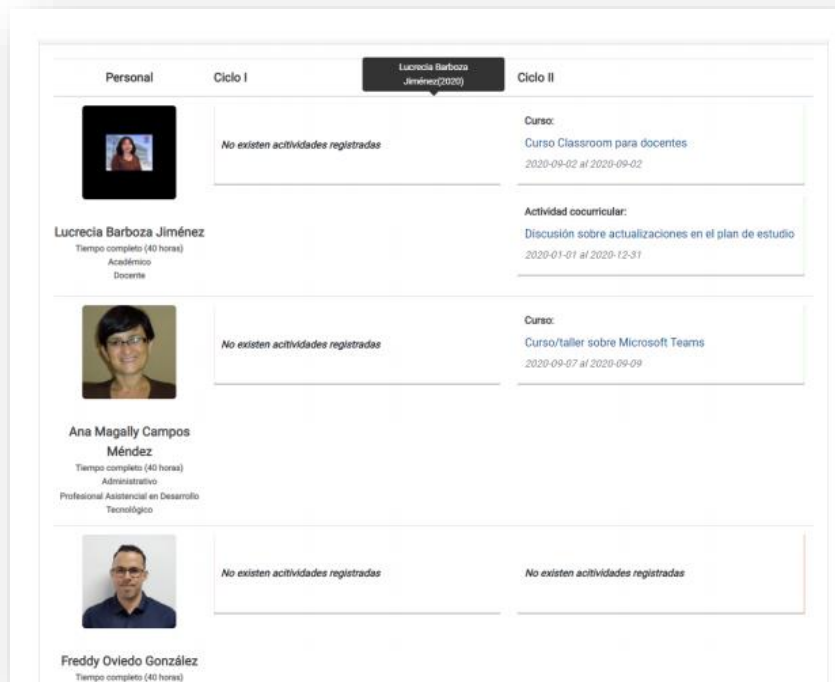 Personal
Ciclo I
Lucrecia Barboza
Jiménez(2020)
Ciclo II
No existen acitividades registradas
Curso:
Curso Classroom para docentes
2020-09-02 al 2020-09-02
Lucrecia Barboza Jiménez
Tiempo completo (40 horas)
Académico
Docente
Actividad cocurricular:
Discusión sobre actualizaciones en el plan de estudio
2020-01-01 al 2020-12-31
No existen acitividades registradas
Curso:
Curso/taller sobre Microsoft Teams
2020-09-07 al 2020-09-09
Ana Magally Campos
Méndez
Tiempo completo (40 horas)
Administrativo
Profesional Asistencial en Desarrollo
Tecnológico
No existen acitividades registradas
No existen acitividades registradas
Freddy Oviedo González
Tiempo completo (40 horas)